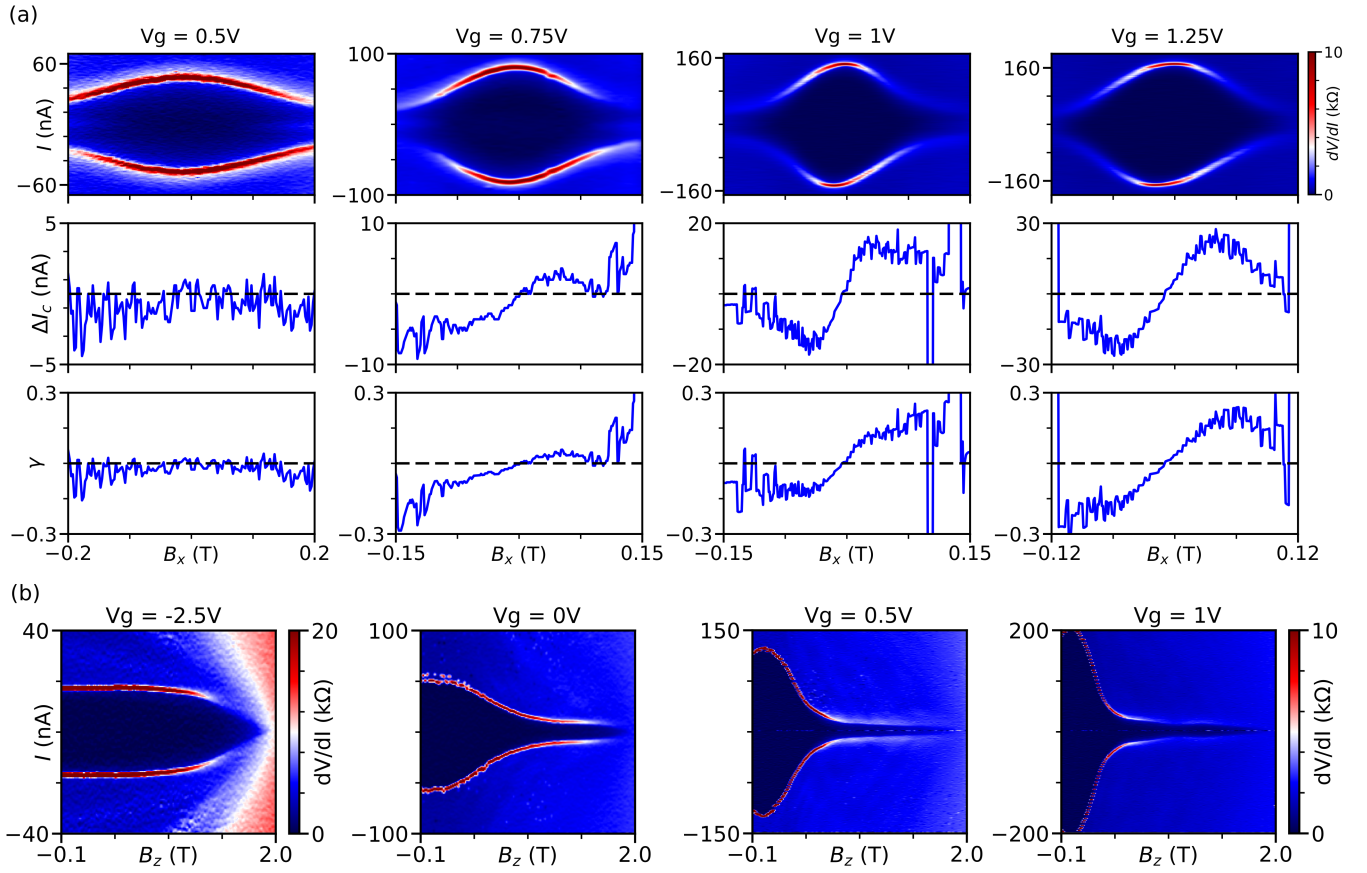 (a)
Vg = 0.5V
Vg = 0.75V
Vg = 1V
Vg = 1.25V
60
−60
I (nA)
100
−100
160
−160
160
−160
10
0
dV/dI (kΩ)
5
−5
ΔI_c (nA)
10
−10
20
−20
30
−30
0.3
−0.3
γ
0.3
−0.3
0.3
−0.3
0.3
−0.3
−0.2 B_x (T) 0.2
−0.15 B_x (T) 0.15
−0.15 B_x (T) 0.15
−0.12 B_x (T) 0.12
(b)
Vg = -2.5V
Vg = 0V
Vg = 0.5V
Vg = 1V
40
−40
I (nA)
20
0
dV/dI (kΩ)
100
−100
150
−150
200
−200
10
0
dV/dI (kΩ)
−0.1 B_z (T) 2.0
−0.1 B_z (T) 2.0
−0.1 B_z (T) 2.0
−0.1 B_z (T) 2.0